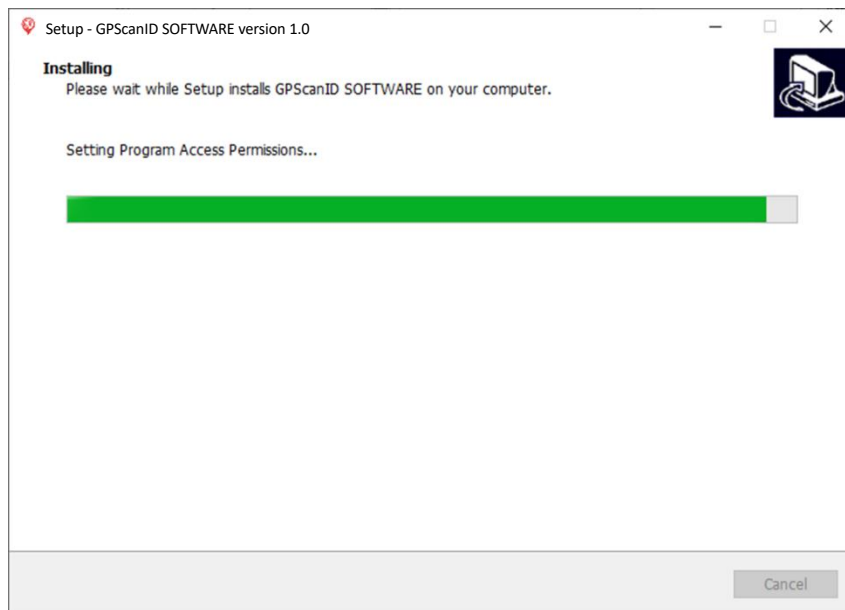 Setup - GPScanID SOFTWARE version 1.0
Installing
Please wait while Setup installs GPScanID SOFTWARE on your computer.
Setting Program Access Permissions...
Cancel